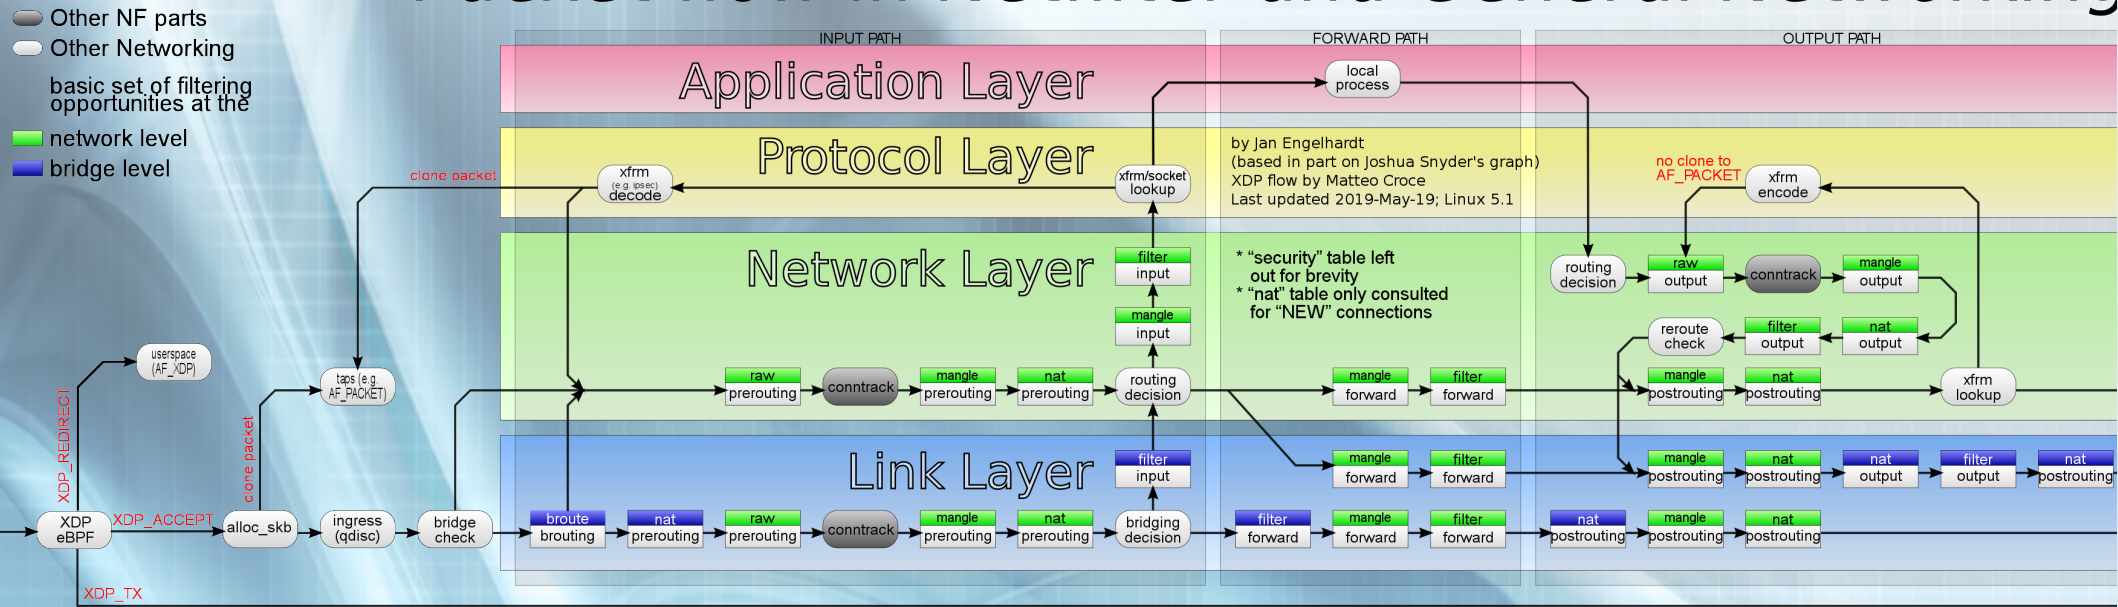 Packet flow in Netfilter and General Networking
Other NF parts
Other Networking
basic set of filtering
opportunities at the
network level
bridge level
INPUT PATH
FORWARD PATH
OUTPUT PATH
Application Layer
local
process
Protocol Layer
by Jan Engelhardt
(based in part on Joshua Snyder's graph)
XDP flow by Matteo Croce
Last updated 2019-May-19; Linux 5.1
clone packet
xfrm
(e.g. ipsec)
decode
xfrm/socket
lookup
no clone to
AF_PACKET
xfrm
encode
Network Layer
filter
input
mangle
input
* “security” table left
out for brevity
* “nat” table only consulted
for “NEW” connections
routing
decision
raw
output
conntrack
mangle
output
reroute
check
filter
output
nat
output
userspace
(AF_XDP)
taps (e.g.
AF_PACKET)
raw
prerouting
conntrack
mangle
prerouting
nat
prerouting
routing
decision
mangle
forward
filter
forward
mangle
postrouting
nat
postrouting
xfrm
lookup
XDP_REDIRECT
clone packet
Link Layer
filter
input
mangle
forward
filter
forward
mangle
postrouting
nat
postrouting
nat
output
filter
output
nat
postrouting
XDP
eBPF
XDP_ACCEPT
alloc_skb
ingress
(qdisc)
bridge
check
broute
brouting
nat
prerouting
raw
prerouting
conntrack
mangle
prerouting
nat
prerouting
bridging
decision
filter
forward
mangle
forward
filter
forward
nat
postrouting
mangle
postrouting
nat
postrouting
XDP_TX